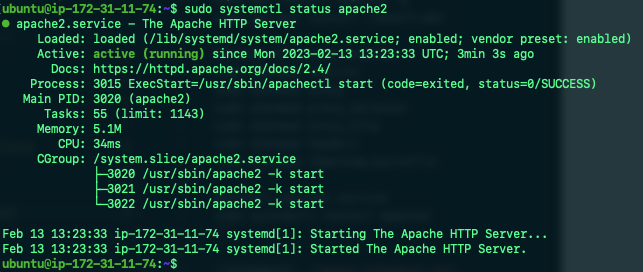 ubuntu@ip-172-31-11-74:~$ sudo systemctl status apache2
● apache2.service - The Apache HTTP Server
Loaded: loaded (/lib/systemd/system/apache2.service; enabled; vendor preset: enabled)
Active: active (running) since Mon 2023-02-13 13:23:33 UTC; 3min 3s ago
Docs: https://httpd.apache.org/docs/2.4/
Process: 3015 ExecStart=/usr/sbin/apachectl start (code=exited, status=0/SUCCESS)
Main PID: 3020 (apache2)
Tasks: 55 (limit: 1143)
Memory: 5.1M
CPU: 34ms
CGroup: /system.slice/apache2.service
├─3020 /usr/sbin/apache2 -k start
├─3021 /usr/sbin/apache2 -k start
└─3022 /usr/sbin/apache2 -k start
Feb 13 13:23:33 ip-172-31-11-74 systemd[1]: Starting The Apache HTTP Server...
Feb 13 13:23:33 ip-172-31-11-74 systemd[1]: Started The Apache HTTP Server.
ubuntu@ip-172-31-11-74:~$